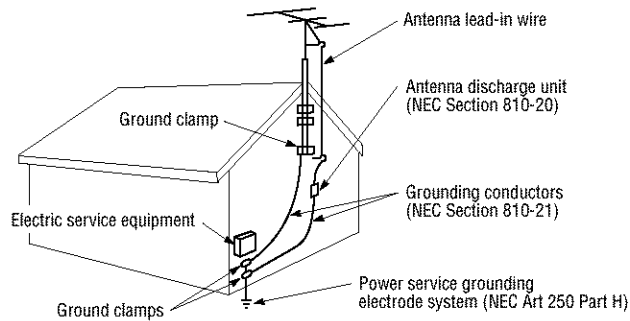 Antenna lead-in wire
Antenna discharge unit
(NEC Section 810-20)
Ground clamp
Grounding conductors
(NEC Section 810-21)
Electric service equipment
Power service grounding
electrode system (NEC Art 250 Part H)
Ground clamps